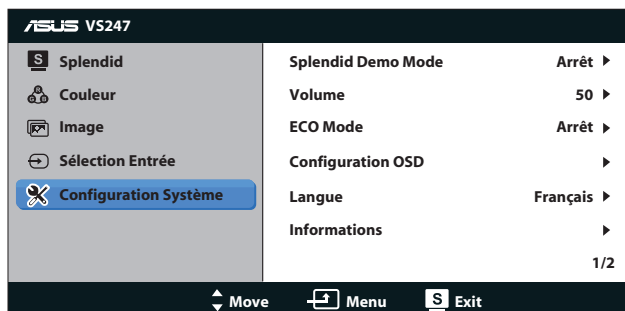 ASUS VS247
S Splendid
Couleur
Image
Sélection Entrée
Configuration Système
Splendid Demo Mode Arrêt
Volume 50
ECO Mode Arrêt
Configuration OSD
Langue Français
Informations
1/2
Move Menu S Exit